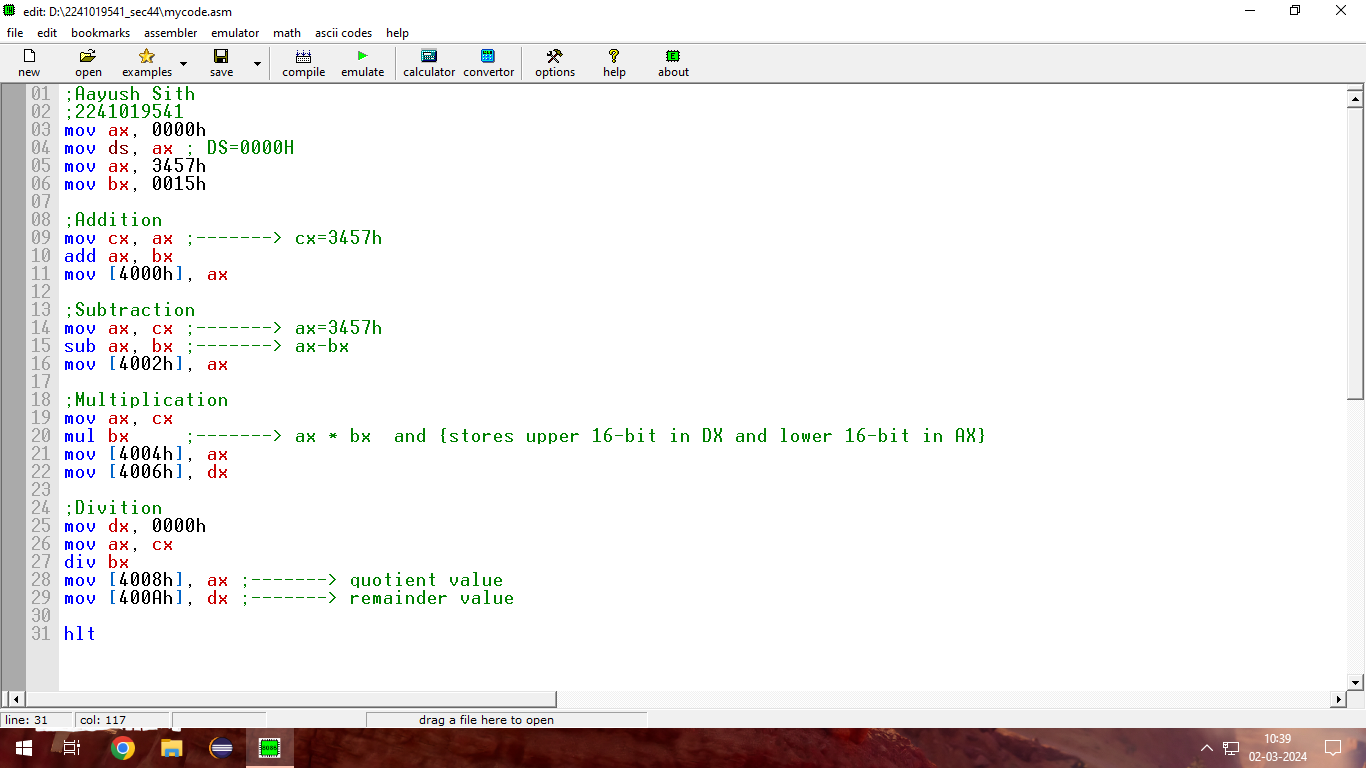 edit: D:\2241019541_sec44\mycode.asm
file edit bookmarks assembler emulator math ascii codes help
new open examples save compile emulate calculator convertor options help about
01 ;Aayush Sith
02 ;2241019541
03 mov ax, 0000h
04 mov ds, ax ; DS=0000H
05 mov ax, 3457h
06 mov bx, 0015h
07
08 ;Addition
09 mov cx, ax ;-------> cx=3457h
10 add ax, bx
11 mov [4000h], ax
12
13 ;Subtraction
14 mov ax, cx ;-------> ax=3457h
15 sub ax, bx ;-------> ax-bx
16 mov [4002h], ax
17
18 ;Multiplication
19 mov ax, cx
20 mul bx ;-------> ax * bx and {stores upper 16-bit in DX and lower 16-bit in AX}
21 mov [4004h], ax
22 mov [4006h], dx
23
24 ;Divition
25 mov dx, 0000h
26 mov ax, cx
27 div bx
28 mov [4008h], ax ;-------> quotient value
29 mov [400Ah], dx ;-------> remainder value
30
31 hlt
line: 31 col: 117 drag a file here to open
8086
10:39
02-03-2024